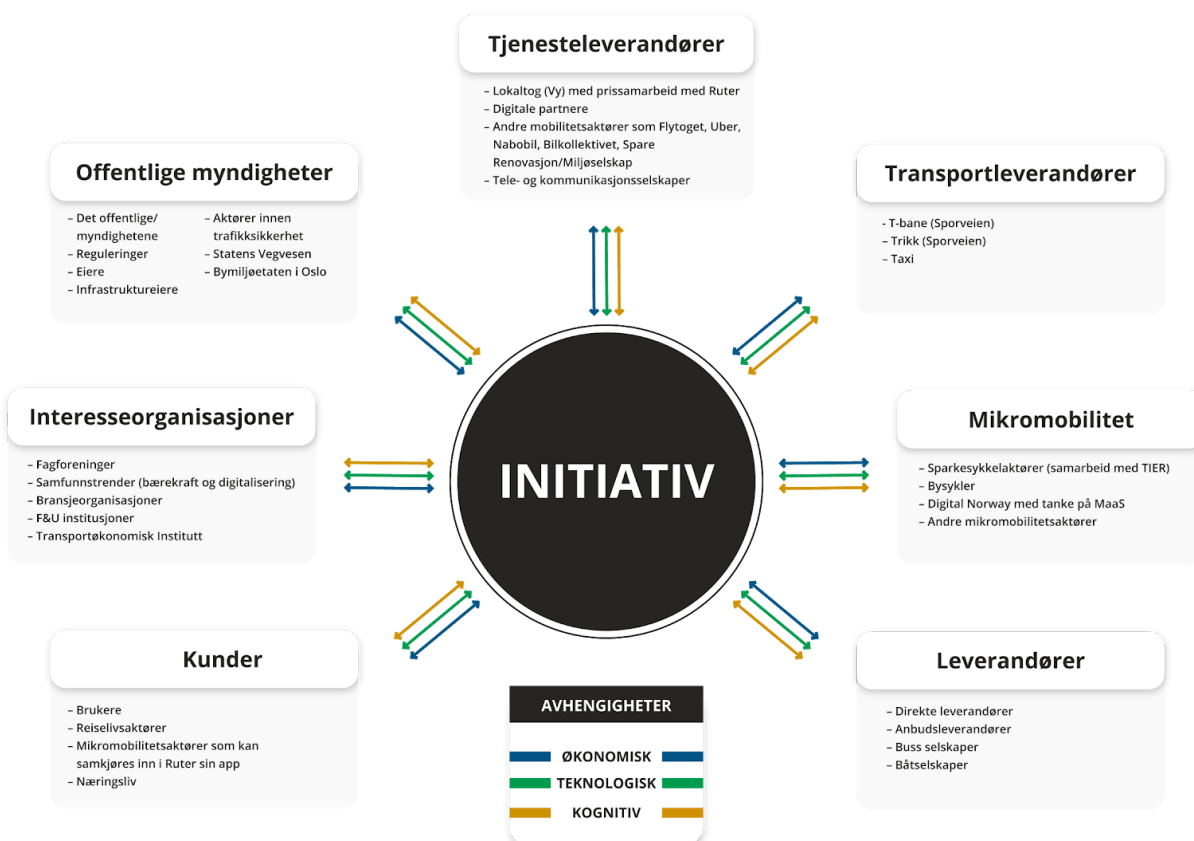 Tjenesteleverandører
– Lokaltog (Vy) med prissamarbeid med Ruter
– Digitale partnere
– Andre mobilitetsaktører som Flytoget, Uber,
Nabobil, Bilkollektivet, Spare
Renovasjon/Miljøselskap
– Tele- og kommunikasjonsselskaper
Offentlige myndigheter
– Det offentlige/
myndighetene
– Reguleringer
– Eiere
– Infrastruktureiere
– Aktører innen
trafikksikkerhet
– Statens Vegvesen
– Bymiljøetaten i Oslo
Transportleverandører
- T-bane (Sporveien)
– Trikk (Sporveien)
– Taxi
Interesseorganisasjoner
– Fagforeninger
– Samfunnstrender (bærekraft og digitalisering)
– Bransjeorganisasjoner
– F&U institusjoner
– Transportøkonomisk Institutt
INITIATIV
Mikromobilitet
– Sparkesykkelaktører (samarbeid med TIER)
– Bysykler
– Digital Norway med tanke på MaaS
– Andre mikromobilitetsaktører
Kunder
– Brukere
– Reiselivsaktører
– Mikromobilitetsaktører som kan
samkjøres inn i Ruter sin app
– Næringsliv
Leverandører
– Direkte leverandører
– Anbudsleverandører
– Buss selskaper
– Båtselskaper
AVHENGIGHETER
ØKONOMISK
TEKNOLOGISK
KOGNITIV